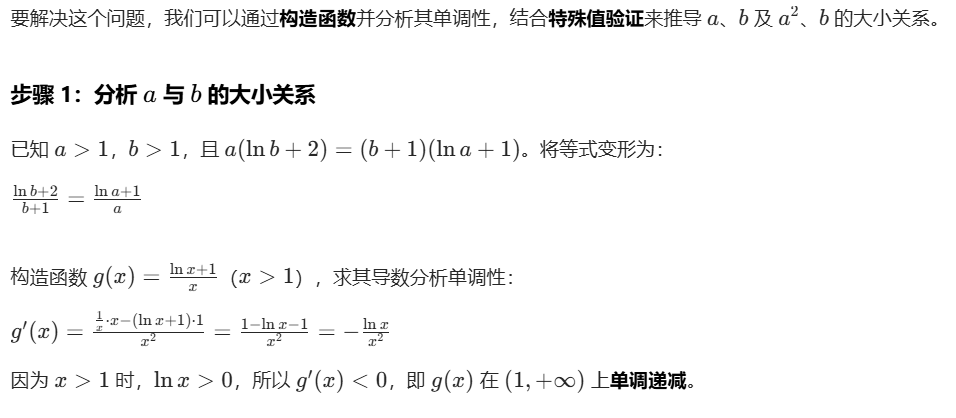 要解决这个问题，我们可以通过构造函数并分析其单调性，结合特殊值验证来推导 a、b 及 a²、b 的大小关系。
步骤 1：分析 a 与 b 的大小关系
已知 a > 1，b > 1，且 a(ln b + 2) = (b + 1)(ln a + 1)。将等式变形为：
\frac{\ln b+2}{b+1} = \frac{\ln a+1}{a}
构造函数 g(x) = \frac{\ln x+1}{x}（x > 1），求其导数分析单调性：
g'(x) = \frac{\frac{1}{x}·x−(\ln x+1)·1}{x^2} = \frac{1−\ln x−1}{x^2} = −\frac{\ln x}{x^2}
因为 x > 1 时，ln x > 0，所以 g'(x) < 0，即 g(x) 在 (1, +∞) 上单调递减。